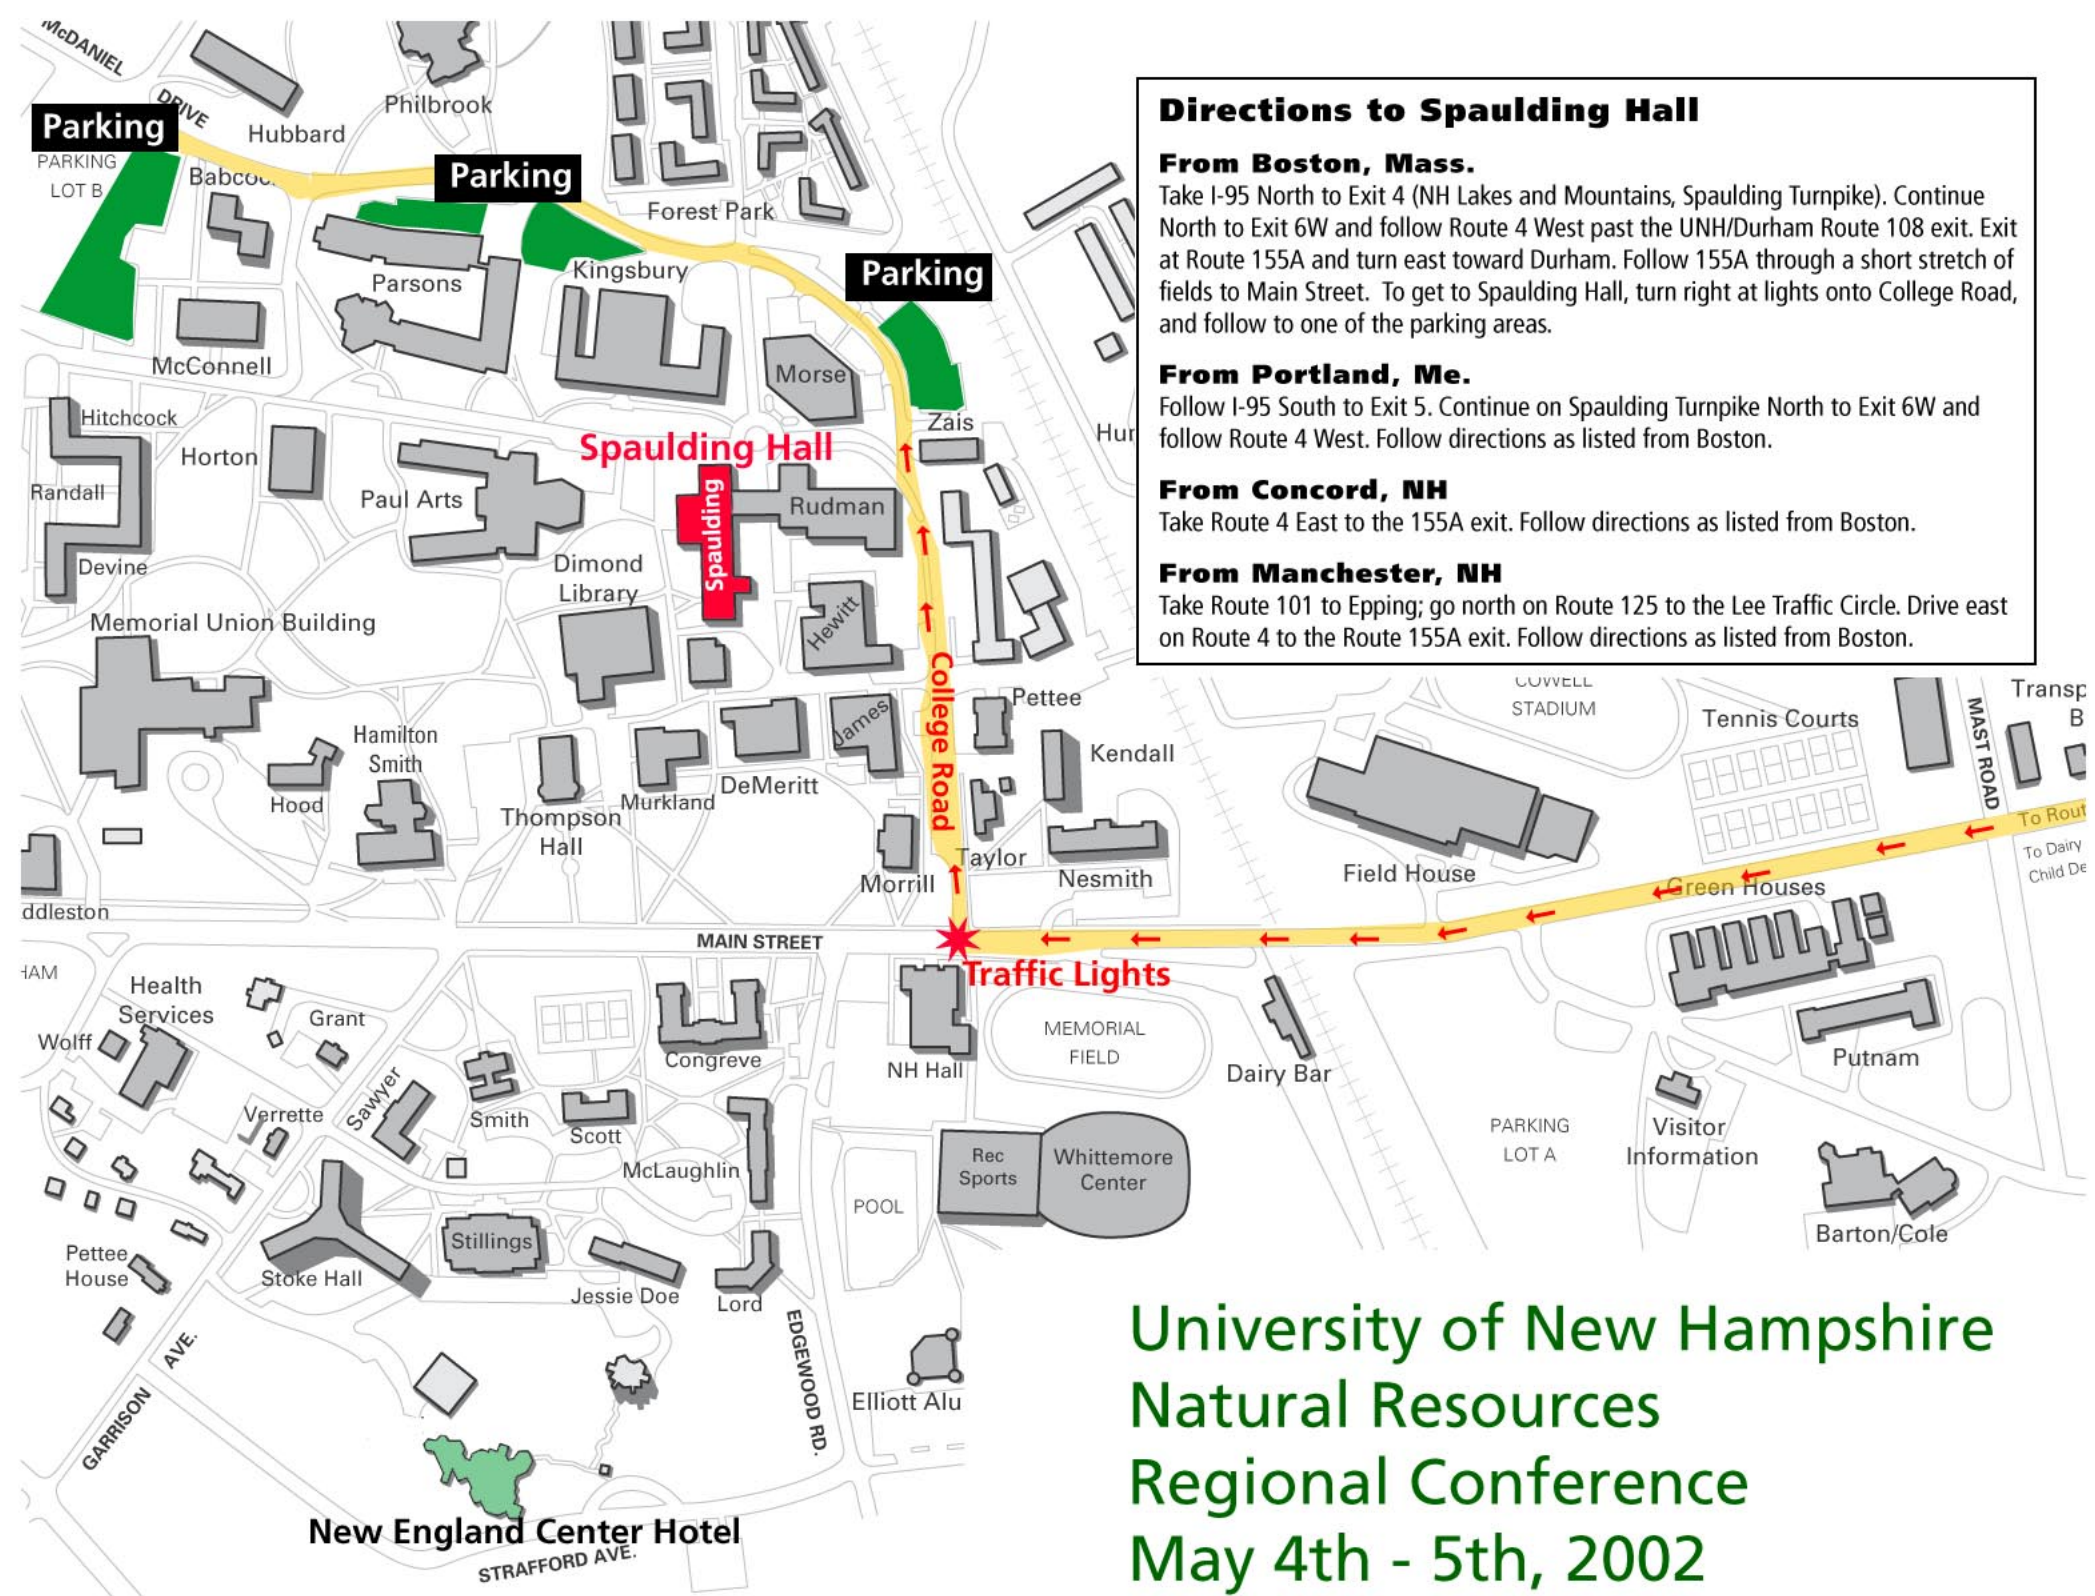 McDANIEL
DRIVE
Parking
PARKING
LOT B
Hubbard
Philbrook
Babcoc
Parking
Forest Park
Parsons
Kingsbury
Parking
McConnell
Morse
Hitchcock
Horton
Zais
Spaulding Hall
Randall
Paul Arts
Spaulding
Rudman
Devine
Dimond
Library
Memorial Union Building
Hewitt
College Road
Pettee
James
Hamilton
Smith
Kendall
Hood
Thompson
Hall
Murkland
DeMeritt
Taylor
Morrill
Nesmith
ddleston
MAIN STREET
Traffic Lights
Directions to Spaulding Hall
From Boston, Mass.
Take I-95 North to Exit 4 (NH Lakes and Mountains, Spaulding Turnpike). Continue
North to Exit 6W and follow Route 4 West past the UNH/Durham Route 108 exit. Exit
at Route 155A and turn east toward Durham. Follow 155A through a short stretch of
fields to Main Street. To get to Spaulding Hall, turn right at lights onto College Road,
and follow to one of the parking areas.
From Portland, Me.
Follow I-95 South to Exit 5. Continue on Spaulding Turnpike North to Exit 6W and
follow Route 4 West. Follow directions as listed from Boston.
From Concord, NH
Take Route 4 East to the 155A exit. Follow directions as listed from Boston.
From Manchester, NH
Take Route 101 to Epping; go north on Route 125 to the Lee Traffic Circle. Drive east
on Route 4 to the Route 155A exit. Follow directions as listed from Boston.
Hur
COWELL
STADIUM
Tennis Courts
MAST ROAD
Transp
B
To Rout
To Dairy
Child De
Field House
Green Houses
HAM
Health
Services
Wolff
Grant
Sawyer
Verrette
Smith
Scott
Congreve
McLaughlin
NH Hall
MEMORIAL
FIELD
Dairy Bar
Putnam
PARKING
LOT A
Visitor
Information
Barton/Cole
Rec
Sports
Whittemore
Center
POOL
Pettee
House
Stoke Hall
Stillings
Jessie Doe
Lord
EDGEWOOD RD.
Elliott Alu
GARRISON AVE.
New England Center Hotel
STRAFFORD AVE.
University of New Hampshire
Natural Resources
Regional Conference
May 4th - 5th, 2002